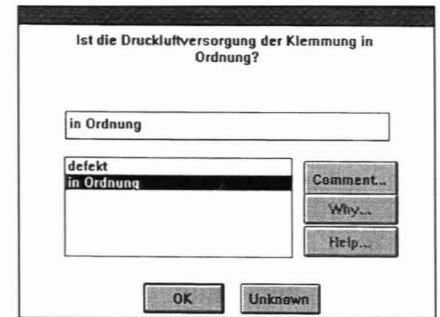 Ist die Druckluftversorgung der Klemmung in
Ordnung?
in Ordnung
defekt
in Ordnung
Comment...
Why...
Help...
OK
Unknown